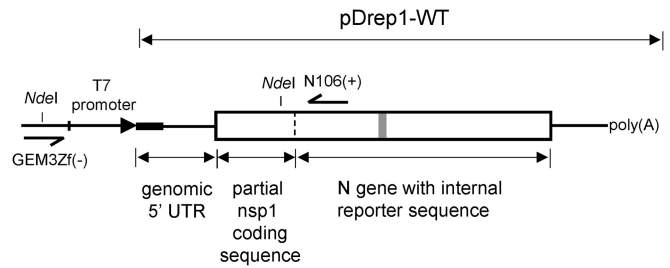 pDrep1-WT
NdeI
T7
promoter
NdeI
N106(+)
GEM3Zf(-)
poly(A)
genomic
5’ UTR
partial
nsp1
coding
sequence
N gene with internal
reporter sequence